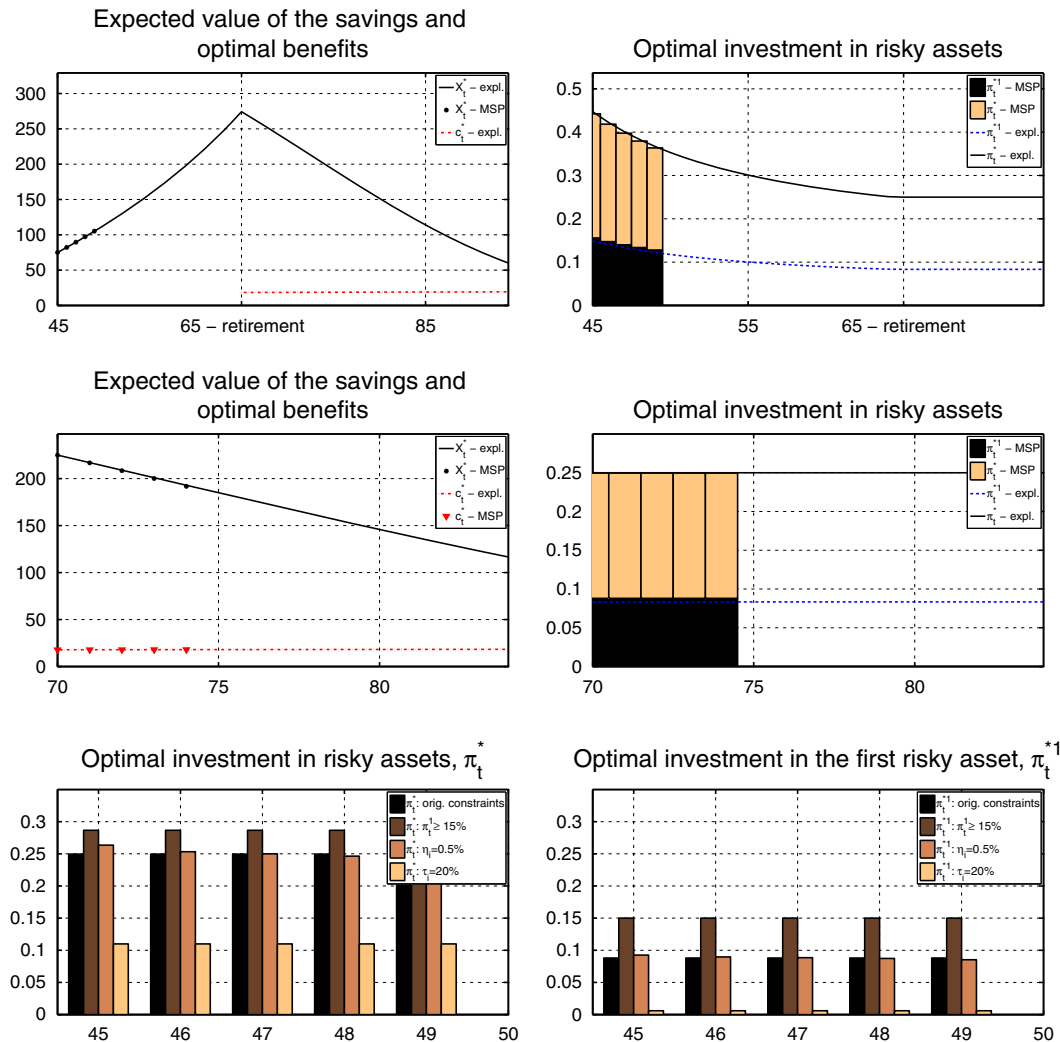 Expected value of the savings and
optimal benefits
300
250
200
150
100
50
0
45
65 − retirement
85
X*t − expl.
X*t − MSP
c*t − expl.
Optimal investment in risky assets
0.5
0.4
0.3
0.2
0.1
0
45
55
65 − retirement
π*1t − MSP
π*t − MSP
π*1t − expl.
π*t − expl.
Expected value of the savings and
optimal benefits
200
150
100
50
0
70
75
80
X*t − expl.
X*t − MSP
c*t − expl.
c*t − MSP
Optimal investment in risky assets
0.25
0.2
0.15
0.1
0.05
0
70
75
80
π*1t − MSP
π*t − MSP
π*1t − expl.
π*t − expl.
Optimal investment in risky assets, π*t
0.3
0.25
0.2
0.15
0.1
0.05
0
45
46
47
48
49
50
π*t: orig. constraints
π*t: π1t ≥ 15%
π*t: ηi=0.5%
π*t: τi=20%
Optimal investment in the first risky asset, π*1t
0.3
0.25
0.2
0.15
0.1
0.05
0
45
46
47
48
49
50
π*1t: orig. constraints
π*1t: π1t ≥ 15%
π*1t: ηi=0.5%
π*1t: τi=20%